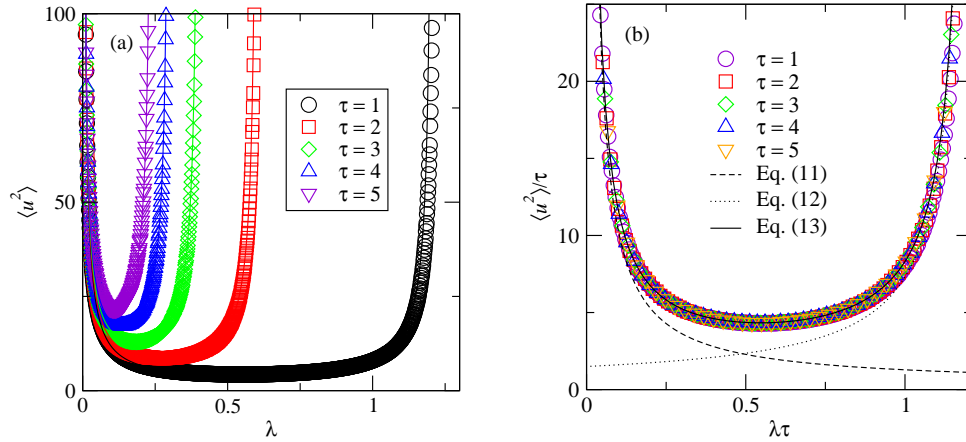 100
(a)
τ = 1
τ = 2
τ = 3
τ = 4
τ = 5
50
0
⟨u²⟩
0
0.5
1
λ
(b)
20
τ = 1
τ = 2
τ = 3
τ = 4
τ = 5
Eq. (11)
Eq. (12)
Eq. (13)
10
0
⟨u²⟩/τ
0
0.5
1
λτ